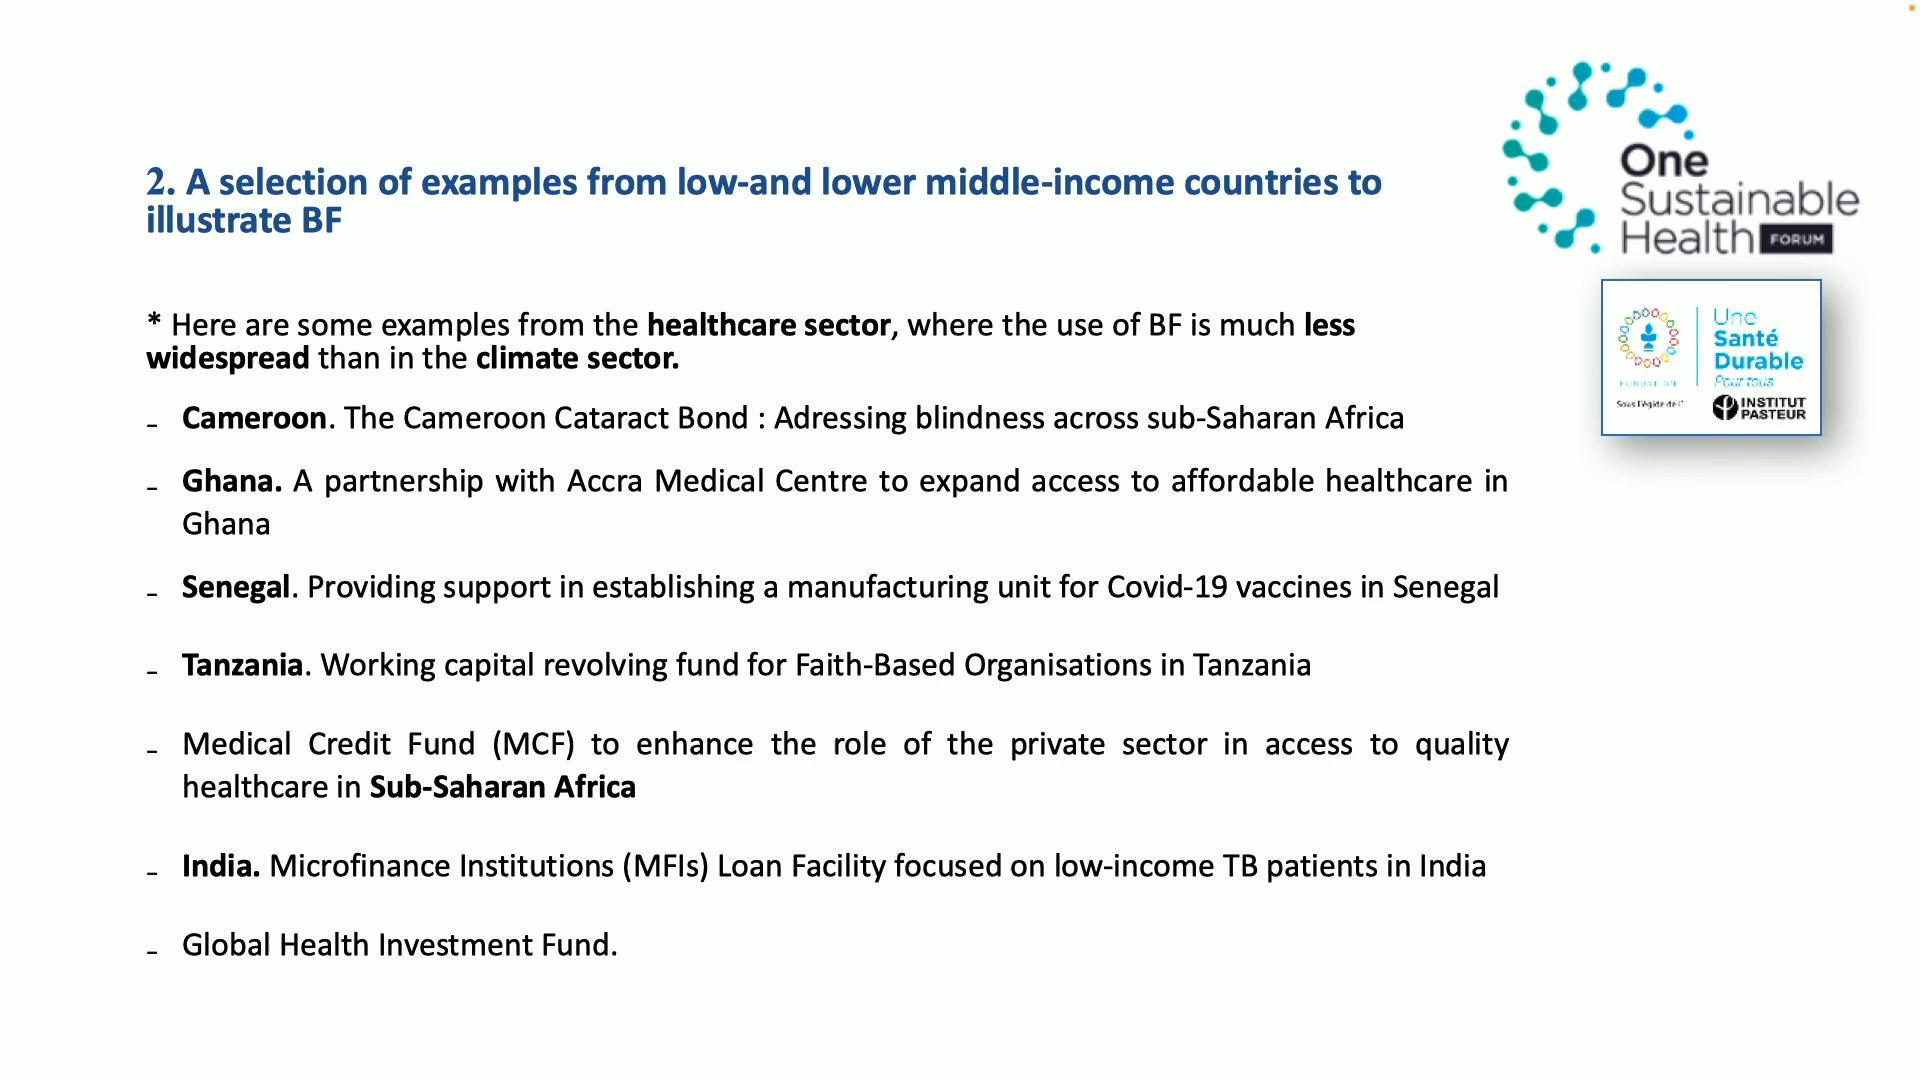 2. A selection of examples from low-and lower middle-income countries to
illustrate BF
* Here are some examples from the healthcare sector, where the use of BF is much less
widespread than in the climate sector.
- Cameroon. The Cameroon Cataract Bond : Adressing blindness across sub-Saharan Africa
- Ghana. A partnership with Accra Medical Centre to expand access to affordable healthcare in
Ghana
- Senegal. Providing support in establishing a manufacturing unit for Covid-19 vaccines in Senegal
- Tanzania. Working capital revolving fund for Faith-Based Organisations in Tanzania
- Medical Credit Fund (MCF) to enhance the role of the private sector in access to quality
healthcare in Sub-Saharan Africa
- India. Microfinance Institutions (MFIs) Loan Facility focused on low-income TB patients in India
- Global Health Investment Fund.
One
Sustainable
Health FORUM
Une
Santé
Durable
Pour tous
FONDATION
Sous l'égide de l'
INSTITUT
PASTEUR